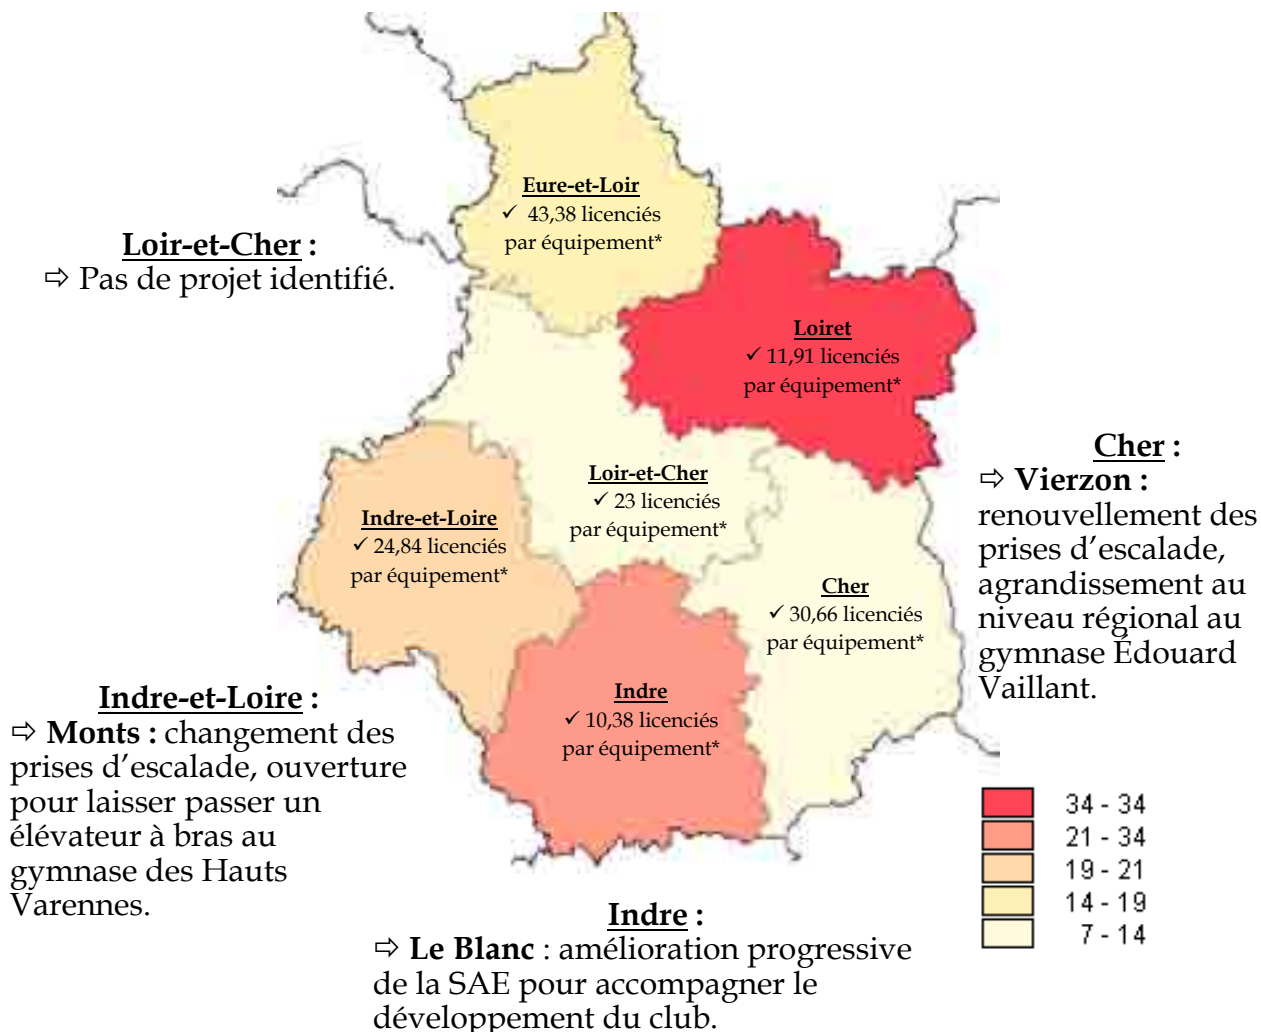 Eure-et-Loir
✓ 43,38 licenciés
par équipement*
Loir-et-Cher :
⇨ Pas de projet identifié.
Loiret
✓ 11,91 licenciés
par équipement*
Loir-et-Cher
✓ 23 licenciés
par équipement*
Indre-et-Loire
✓ 24,84 licenciés
par équipement*
Cher
✓ 30,66 licenciés
par équipement*
Indre
✓ 10,38 licenciés
par équipement*
Cher :
⇨ Vierzon :
renouvellement des
prises d’escalade,
agrandissement au
niveau régional au
gymnase Édouard
Vaillant.
Indre-et-Loire :
⇨ Monts : changement des
prises d’escalade, ouverture
pour laisser passer un
élévateur à bras au
gymnase des Hauts
Varennes.
34 - 34
21 - 34
19 - 21
14 - 19
7 - 14
Indre :
⇨ Le Blanc : amélioration progressive
de la SAE pour accompagner le
développement du club.